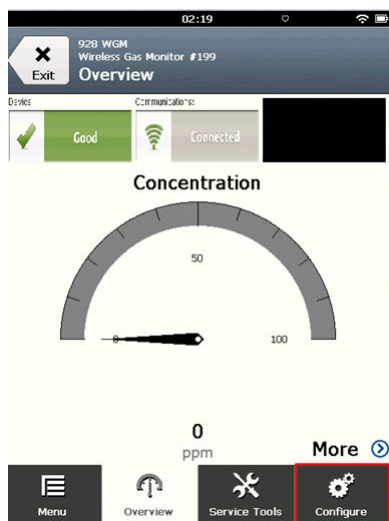 02:19
928 WGM
Wireless Gas Monitor #199
Exit
Overview
Device
Communications:
Good
Connected
Concentration
50
0
100
0
ppm
More
Menu
Overview
Service Tools
Configure